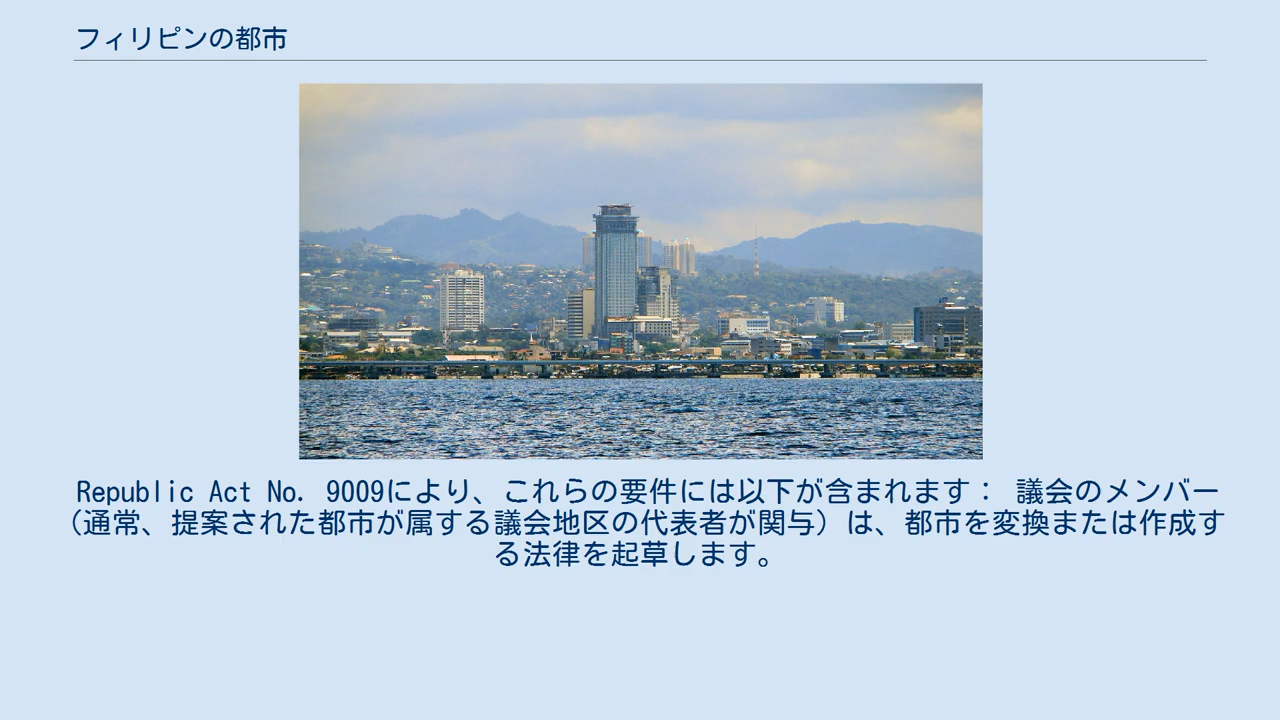 フィリピンの都市
Republic Act No. 9009により、これらの要件には以下が含まれます： 議会のメンバー
(通常、提案された都市が属する議会地区の代表者が関与) は、都市を変換または作成す
る法律を起草します。